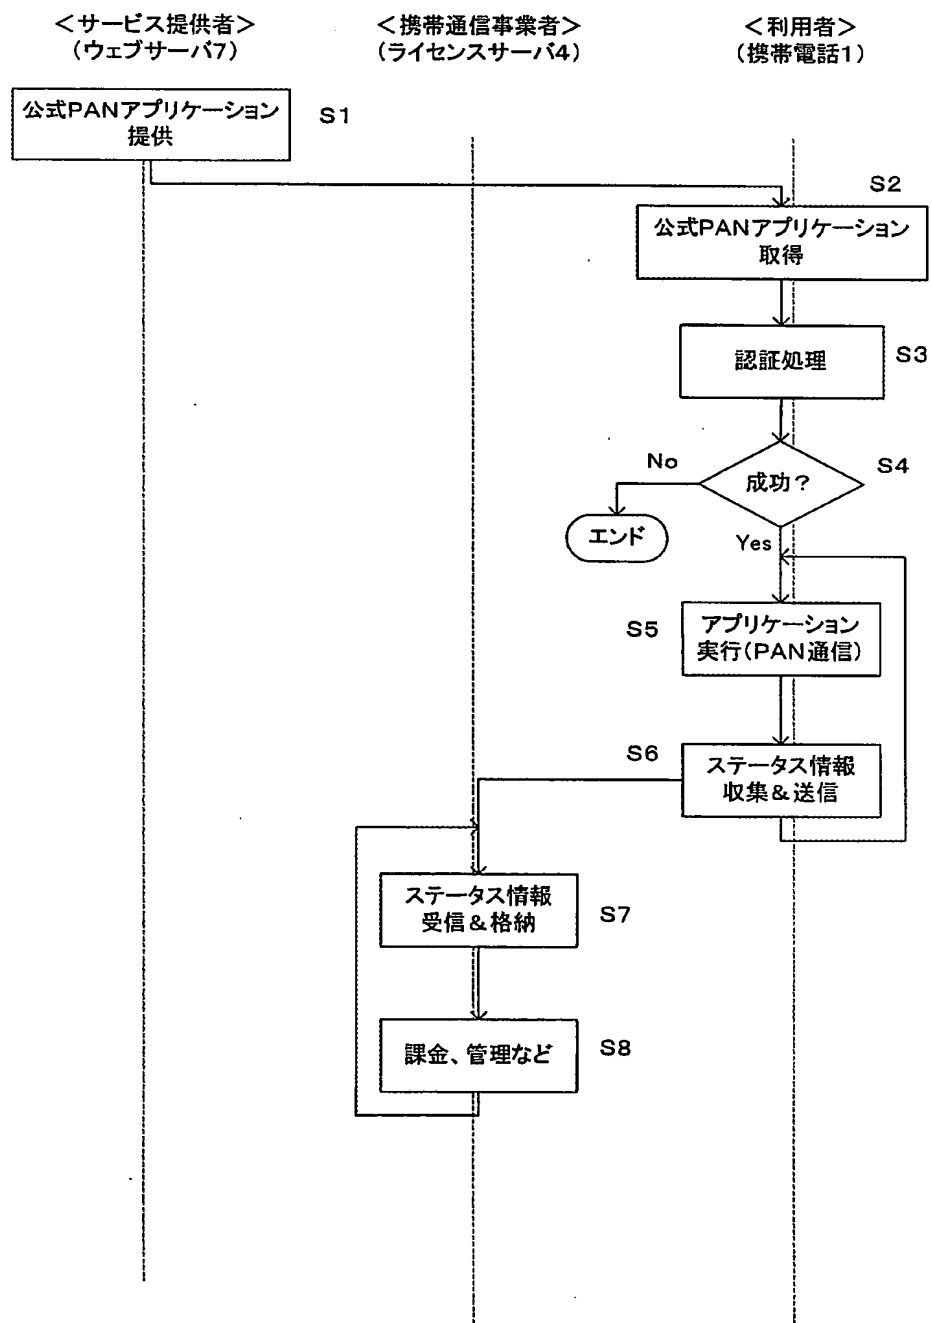 ＜サービス提供者＞
（ウェブサーバ7）
＜携帯通信事業者＞
（ライセンスサーバ4）
＜利用者＞
（携帯電話1）
公式PANアプリケーション
提供
S1
S2
公式PANアプリケーション
取得
認証処理
S3
No
成功？
S4
エンド
Yes
S5
アプリケーション
実行（PAN通信）
S6
ステータス情報
収集＆送信
ステータス情報
受信＆格納
S7
課金、管理など
S8